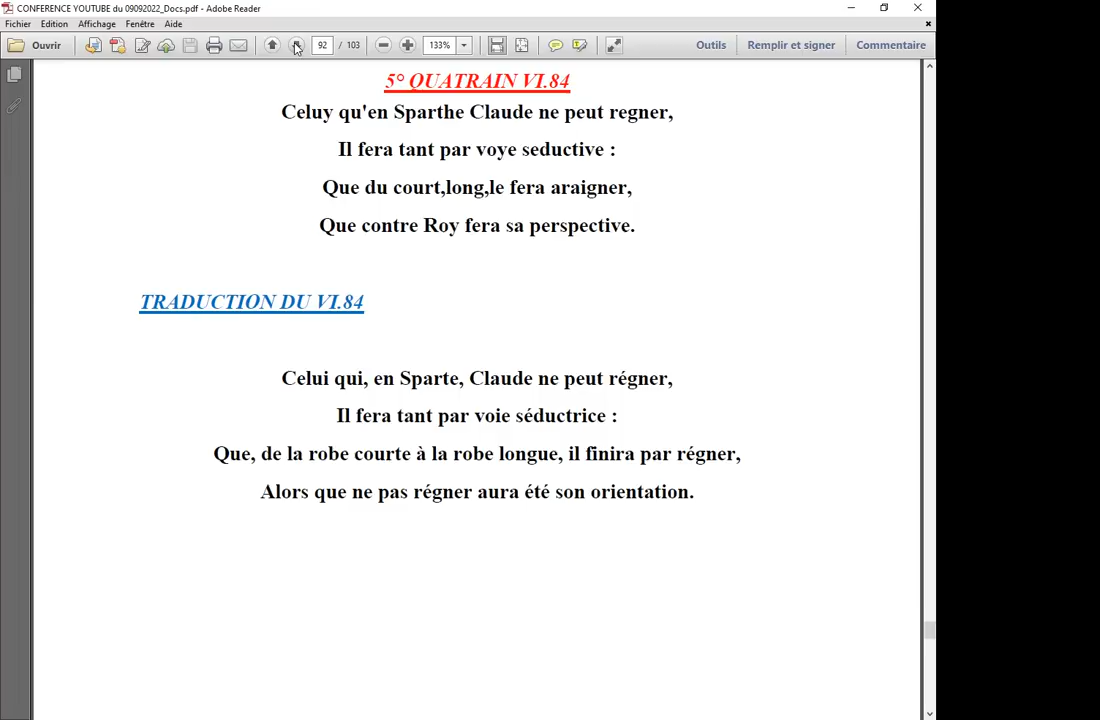 CONFERENCE YOUTUBE du 09092022_Docs.pdf - Adobe Reader
Fichier Edition Affichage Fenêtre Aide
Ouvrir 92 / 103 133% Outils Remplir et signer Commentaire
5° QUATRAIN VI.84
Celuy qu'en Sparthe Claude ne peut regner,
Il fera tant par voye seductive :
Que du court,long,le fera araigner,
Que contre Roy fera sa perspective.
TRADUCTION DU VI.84
Celui qui, en Sparte, Claude ne peut régner,
Il fera tant par voie séductrice :
Que, de la robe courte à la robe longue, il finira par régner,
Alors que ne pas régner aura été son orientation.